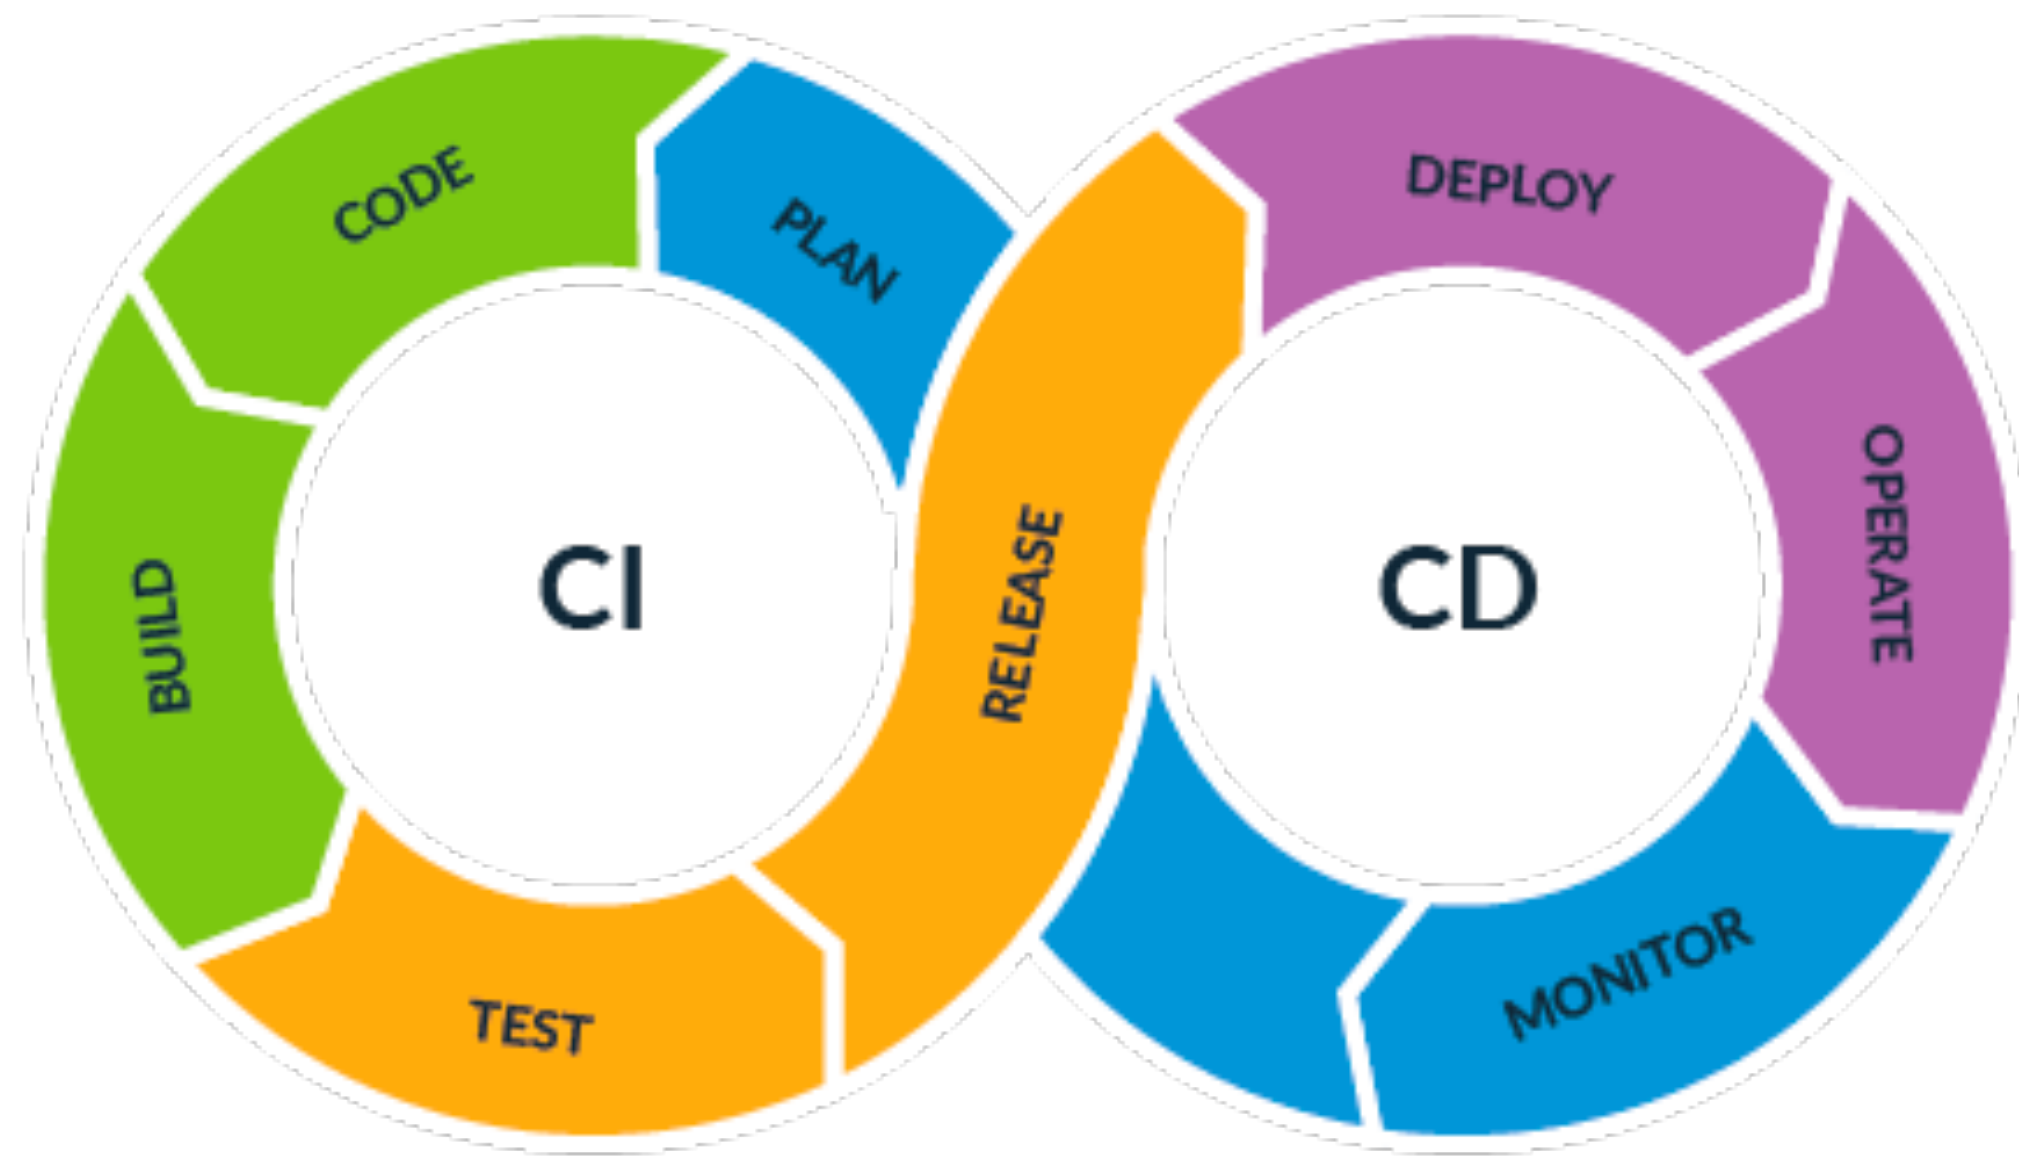 PLAN
CODE
BUILD
TEST
RELEASE
DEPLOY
OPERATE
MONITOR
CI
CD